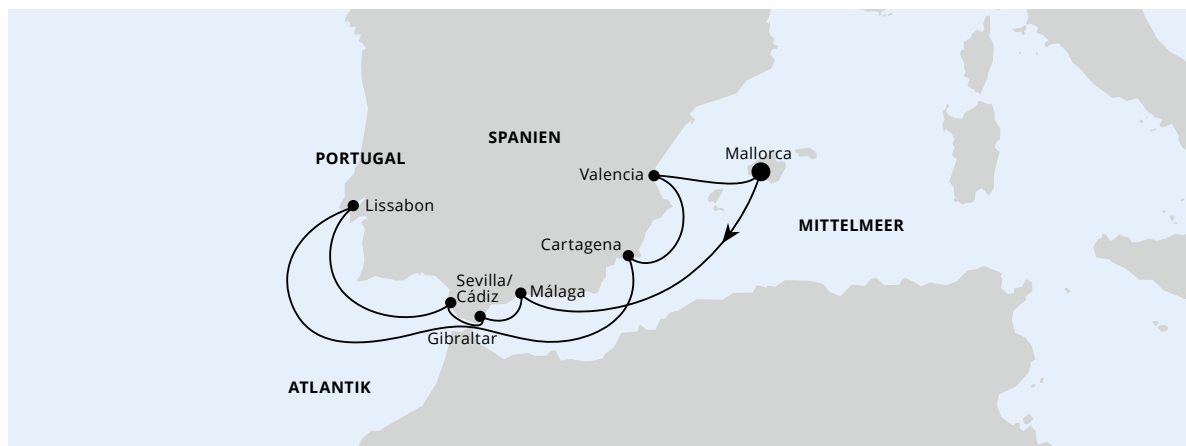 SPANIEN
Mallorca
PORTUGAL
Valencia
Lissabon
MITTELMEER
Cartagena
Sevilla/
Cádiz
Málaga
Gibraltar
ATLANTIK